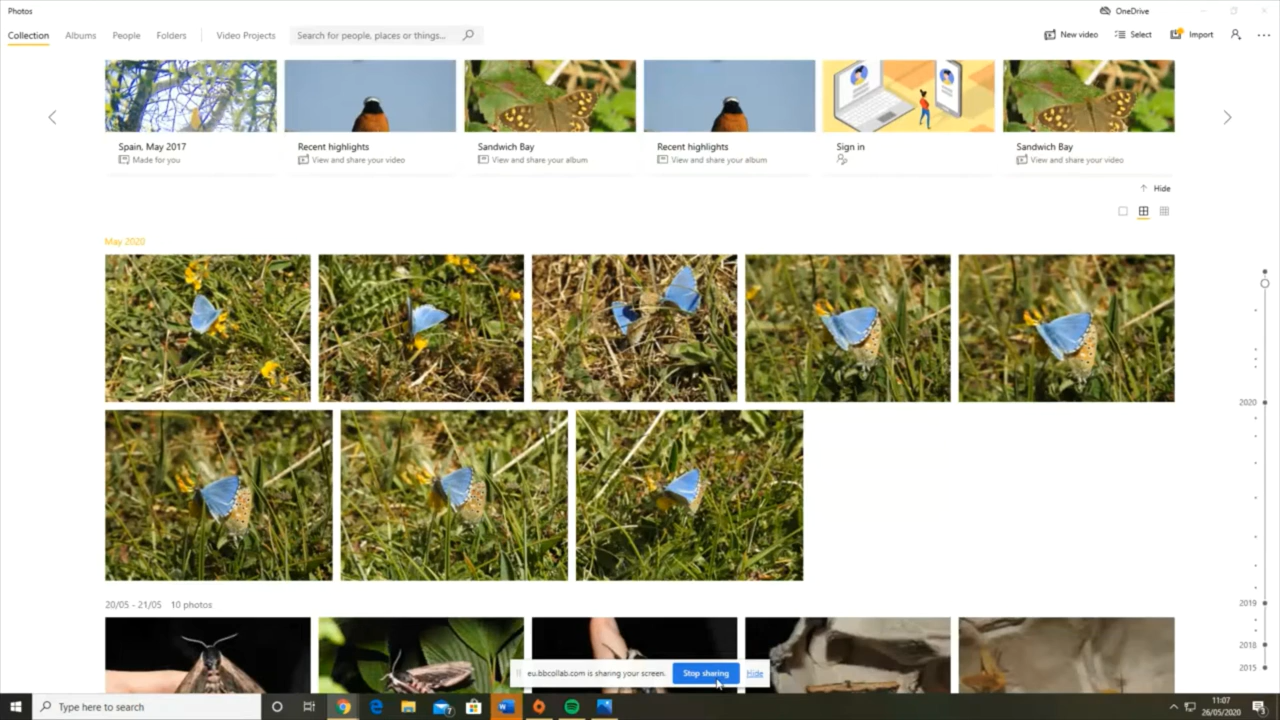 Photos
OneDrive
Collection Albums People Folders Video Projects Search for people, places or things... New video Select Import
Spain, May 2017 Recent highlights Sandwich Bay Recent highlights Sign in Sandwich Bay
Made for you View and share your video View and share your album View and share your album View and share your video
Hide
May 2020
2020
20/05 - 21/05 10 photos
2019
2018
2015
eu.bbcollab.com is sharing your screen. Stop sharing Hide
Type here to search
11:07
26/05/2020